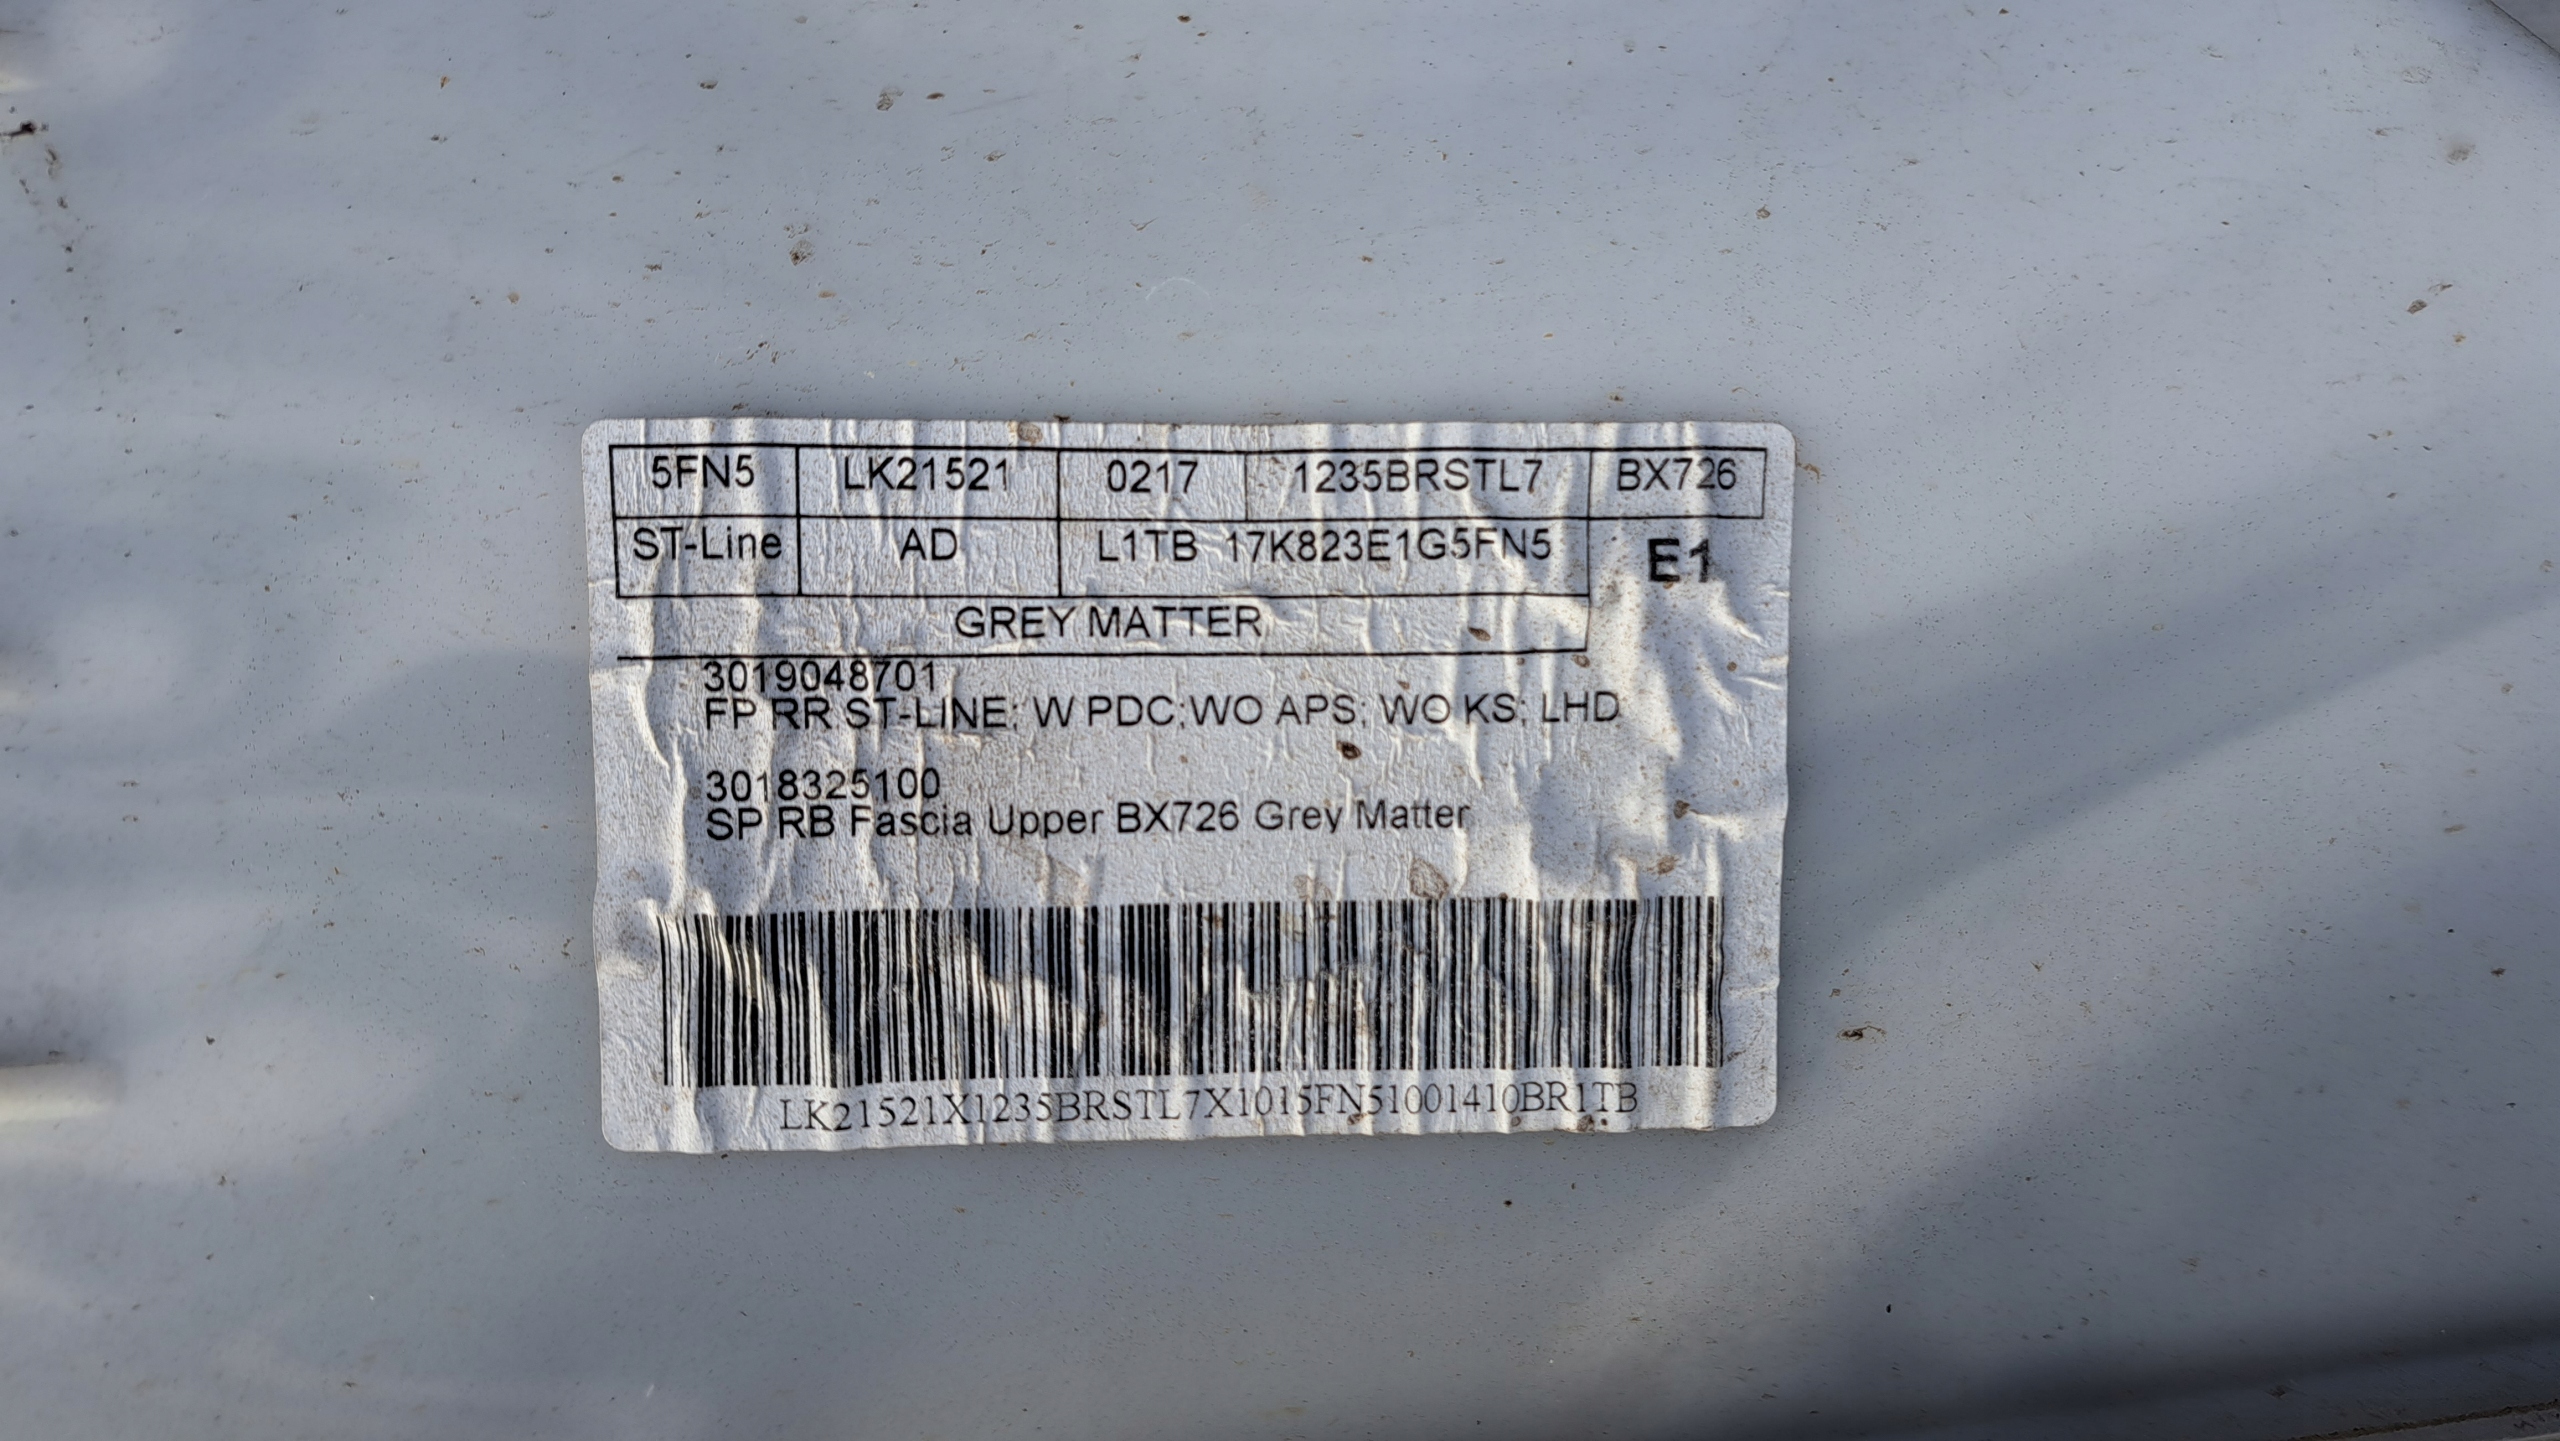 5FN5 LK21521 0217 1235BRSTL7 BX726
ST-Line AD L1TB 17K823E1G5FN5 E1
GREY MATTER
3019048701
FP RR ST-LINE; W PDC;WO APS; WO KS; LHD
3018325100
SP RB Fascia Upper BX726 Grey Matter
LK21521X1235BRSTL7X1015FN51001410BR1TB